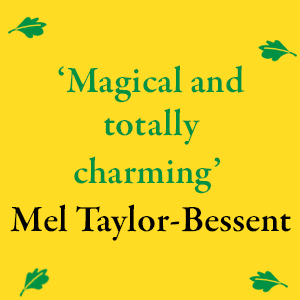 ‘Magical and
totally
charming’
Mel Taylor-Bessent